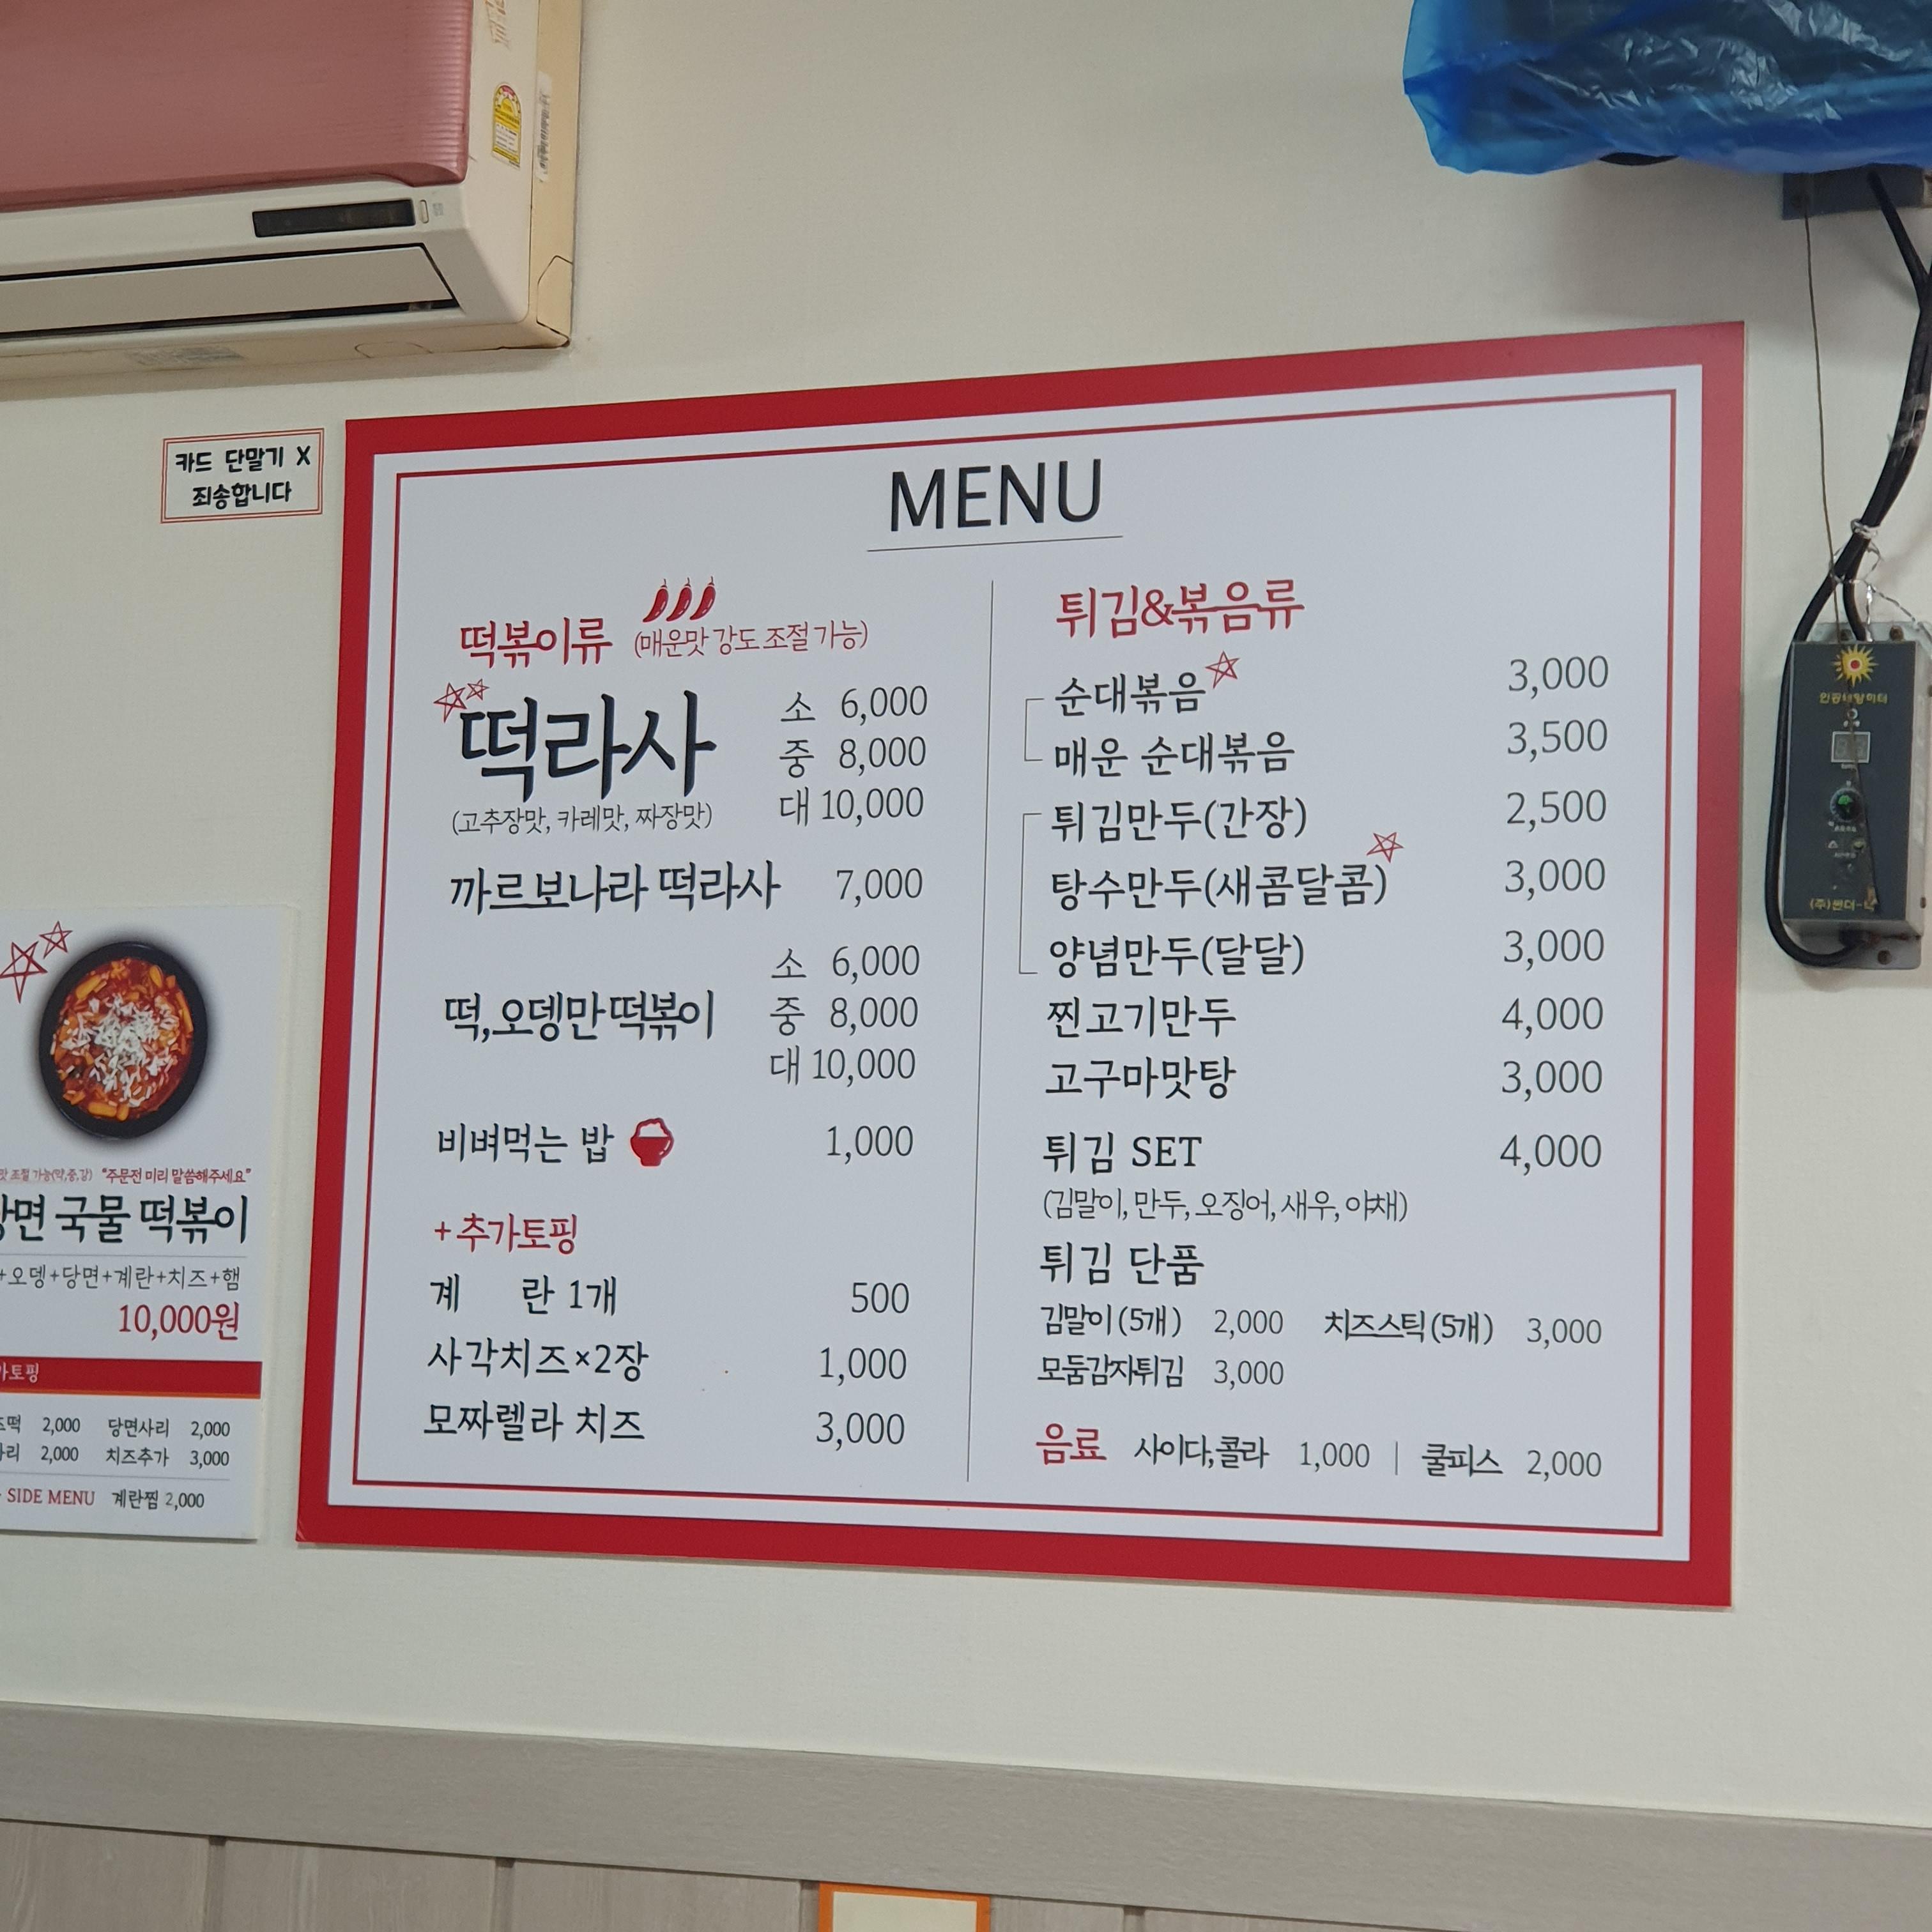 카드 단말기 X
죄송합니다
MENU
떡볶이류 (매운맛 강도 조절 가능)
떡라사
소 6,000
중 8,000
대 10,000
(고추장맛, 카레맛, 짜장맛)
까르보나라 떡라사 7,000
떡,오뎅만 떡볶이
소 6,000
중 8,000
대 10,000
비벼먹는 밥 1,000
+추가토핑
계 란 1개 500
사각치즈×2장 1,000
모짜렐라 치즈 3,000
튀김&볶음류
순대볶음 3,000
매운 순대볶음 3,500
튀김만두(간장) 2,500
탕수만두(새콤달콤) 3,000
양념만두(달달) 3,000
찐고기만두 4,000
고구마맛탕 3,000
튀김 SET 4,000
(김말이, 만두, 오징어, 새우, 야채)
튀김 단품
김말이 (5개) 2,000 치즈스틱 (5개) 3,000
모둠감자튀김 3,000
음료 사이다,콜라 1,000 | 쿨피스 2,000
조절 가능(약,중,강) "주문전 미리 말씀해주세요"
국물 떡볶이
+오뎅+당면+계란+치즈+햄
10,000원
토핑
2,000 당면사리 2,000
2,000 치즈추가 3,000
SIDE MENU 계란찜 2,000